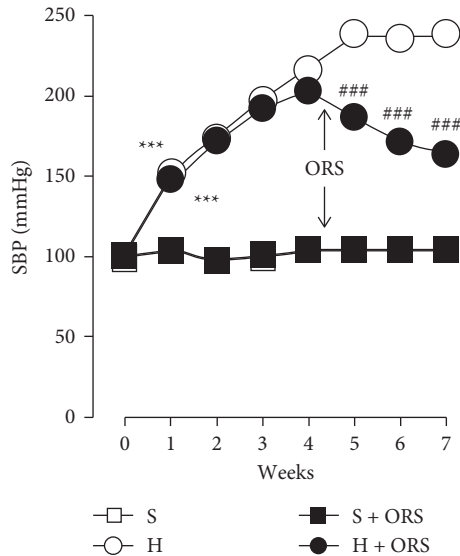 250
200
150
100
50
0
SBP (mmHg)
***
***
###
###
###
ORS
0 1 2 3 4 5 6 7
Weeks
S S + ORS
H H + ORS